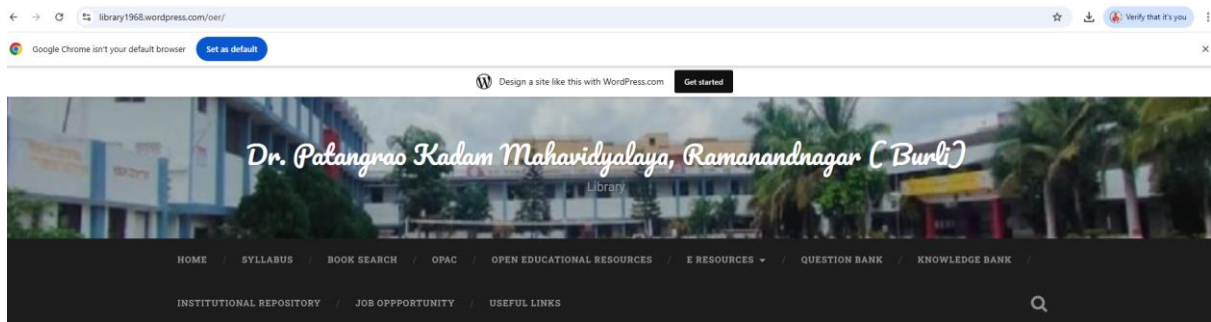 library1968.wordpress.com/oer/
Verify that it's you
Google Chrome isn't your default browser Set as default
Design a site like this with WordPress.com Get started
Dr. Patangrao Kadam Mahavidyalaya, Ramanandnagar ( Burli)
Library
HOME / SYLLABUS / BOOK SEARCH / OPAC / OPEN EDUCATIONAL RESOURCES / E RESOURCES / QUESTION BANK / KNOWLEDGE BANK /
INSTITUTIONAL REPOSITORY / JOB OPPPORTUNITY / USEFUL LINKS